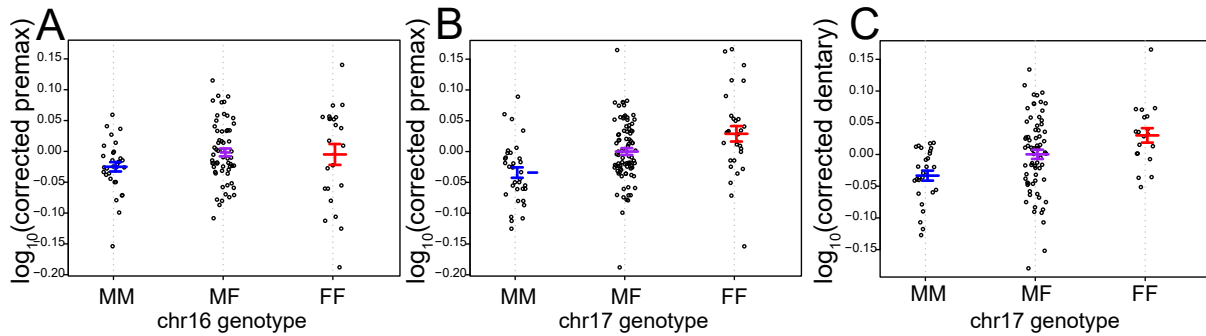 A
log10(corrected premax)
0.15
0.10
0.05
0.00
−0.05
−0.10
−0.15
−0.20
MM MF FF
chr16 genotype
B
log10(corrected premax)
0.15
0.10
0.05
0.00
−0.05
−0.10
−0.15
−0.20
MM MF FF
chr17 genotype
C
log10(corrected dentary)
0.15
0.10
0.05
0.00
−0.05
−0.10
−0.15
MM MF FF
chr17 genotype